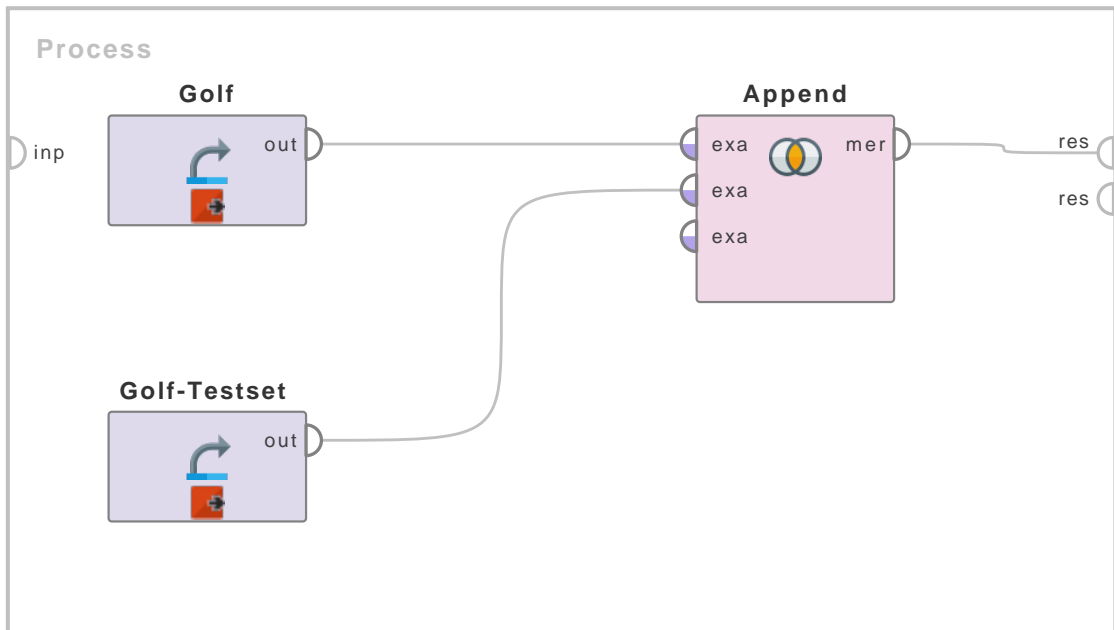 Process
Golf
Append
inp
out
exa
mer
res
exa
res
exa
Golf-Testset
out